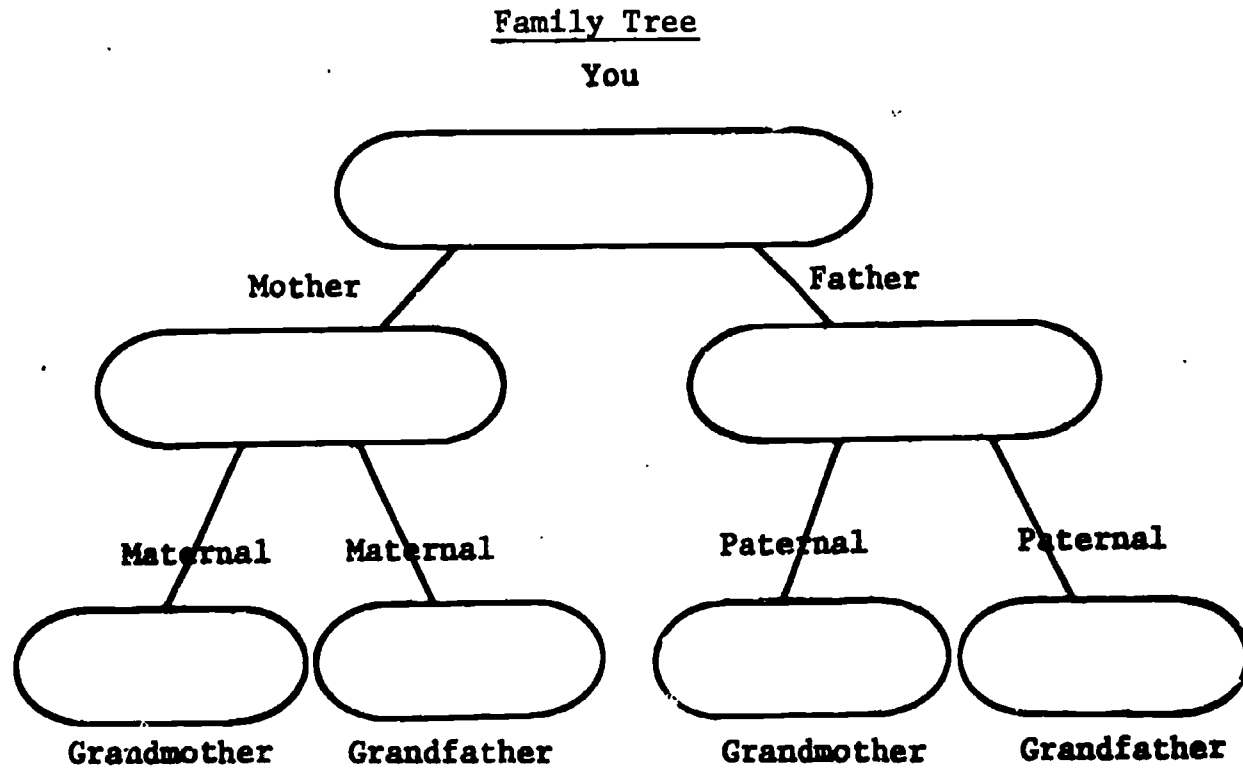 Family Tree
You
Mother Father
Maternal Maternal Paternal Paternal
Grandmother Grandfather Grandmother Grandfather